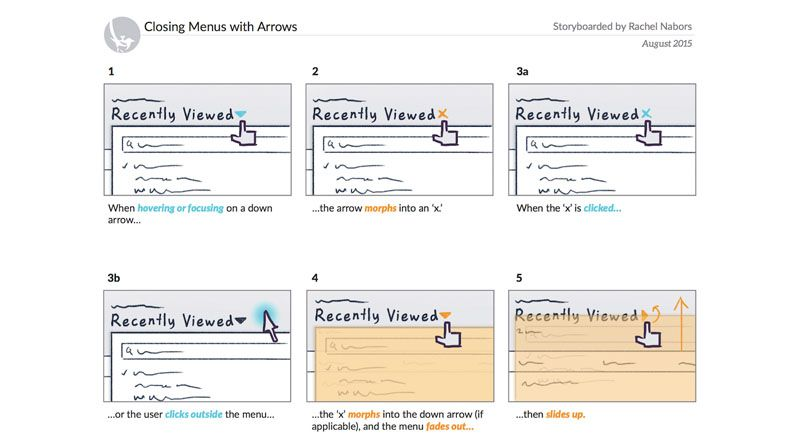 Closing Menus with Arrows
Storyboarded by Rachel Nabors
August 2015
1
Recently Viewed
When hovering or focusing on a down
arrow...
2
Recently Viewed
...the arrow morphs into an ‘x.’
3a
Recently Viewed
When the ‘x’ is clicked...
3b
Recently Viewed
...or the user clicks outside the menu...
4
Recently Viewed
...the ‘x’ morphs into the down arrow (if
applicable), and the menu fades out...
5
Recently Viewed
...then slides up.